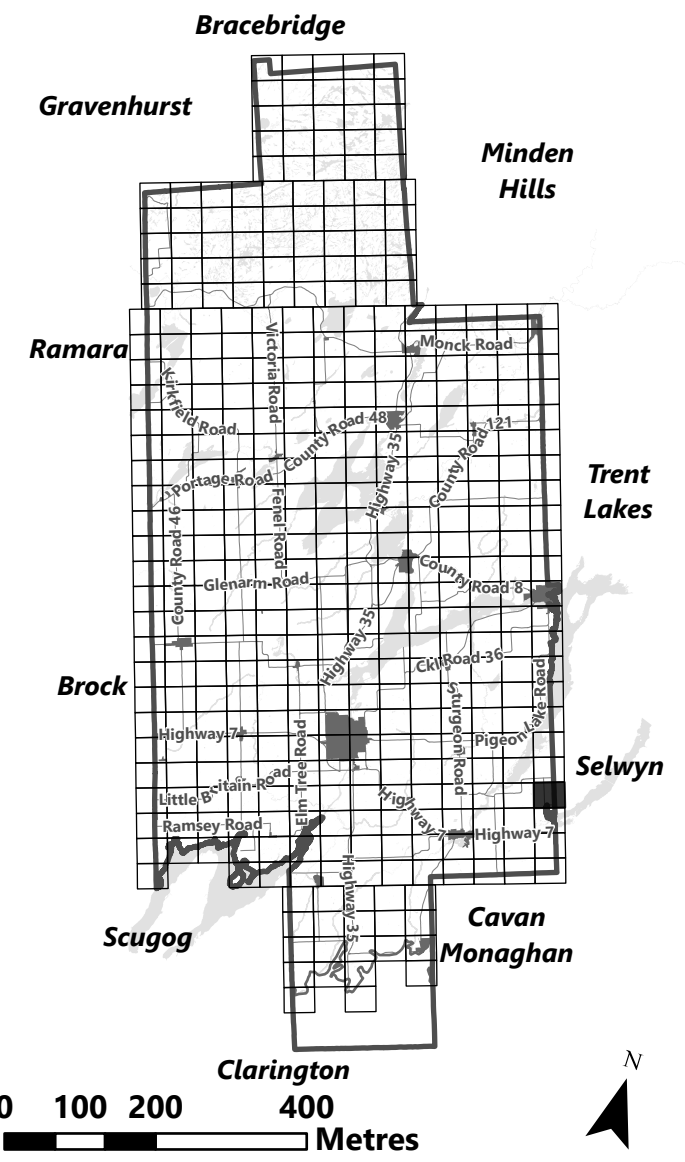 Bracebridge
Gravenhurst
Minden
Hills
Ramara
Victoria Road
Monck Road
Kirkfield Road
County Road 48
Highway 35
County Road 121
Portage Road
Trent
Lakes
County Road 46
Fenel Road
Glenarm Road
County Road 8
Highway 35
Ckl Road 36
Brock
Sturgeon Road
Pigeon Lake Road
Highway 7
Elm Tree Road
Selwyn
Little Britain Road
Highway 7
Ramsey Road
Highway 7
Highway 35
Scugog
Cavan
Monaghan
Clarington
N
0 100 200 400
Metres